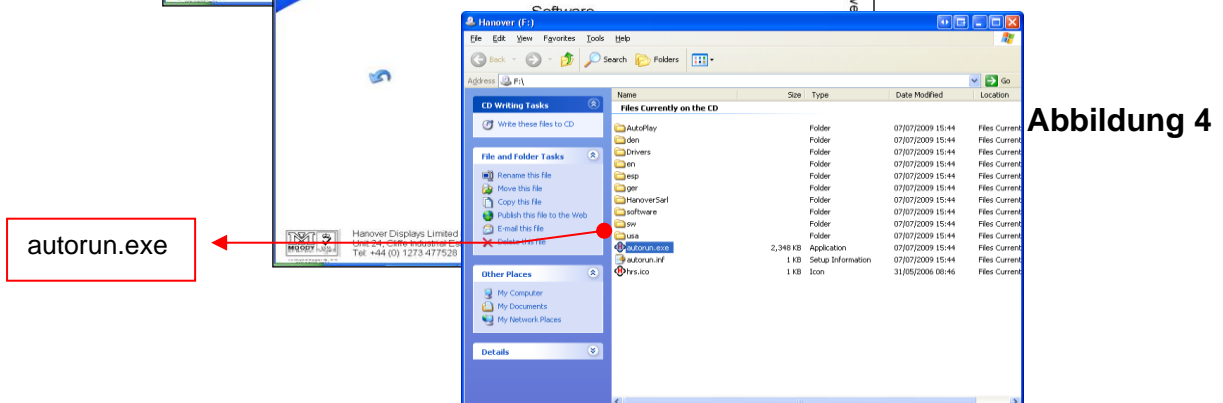 Software
Hanover (F:)
File Edit View Favorites Tools Help
Back Search Folders
Address F:\ Go
Name Size Type Date Modified Location
CD Writing Tasks
Write these files to CD
File and Folder Tasks
Rename this file
Move this file
Copy this file
Publish this file to the Web
E-mail this file
Delete this file
Other Places
My Computer
My Documents
My Network Places
Details
Files Currently on the CD
AutoPlay Folder 07/07/2009 15:44 Files Current
den Folder 07/07/2009 15:44 Files Current
Drivers Folder 07/07/2009 15:44 Files Current
en Folder 07/07/2009 15:44 Files Current
esp Folder 07/07/2009 15:44 Files Current
ger Folder 07/07/2009 15:44 Files Current
HanoverSarl Folder 07/07/2009 15:44 Files Current
software Folder 07/07/2009 15:44 Files Current
sw Folder 07/07/2009 15:44 Files Current
usa Folder 07/07/2009 15:44 Files Current
autorun.exe 2,348 KB Application 07/07/2009 15:44 Files Current
autorun.inf 1 KB Setup Information 07/07/2009 15:44 Files Current
hrs.ico 1 KB Icon 31/05/2006 08:46 Files Current
Abbildung 4
autorun.exe
MOODY
Hanover Displays Limited
Unit 24, Cliffe Industrial Es
Tel: +44 (0) 1273 477528